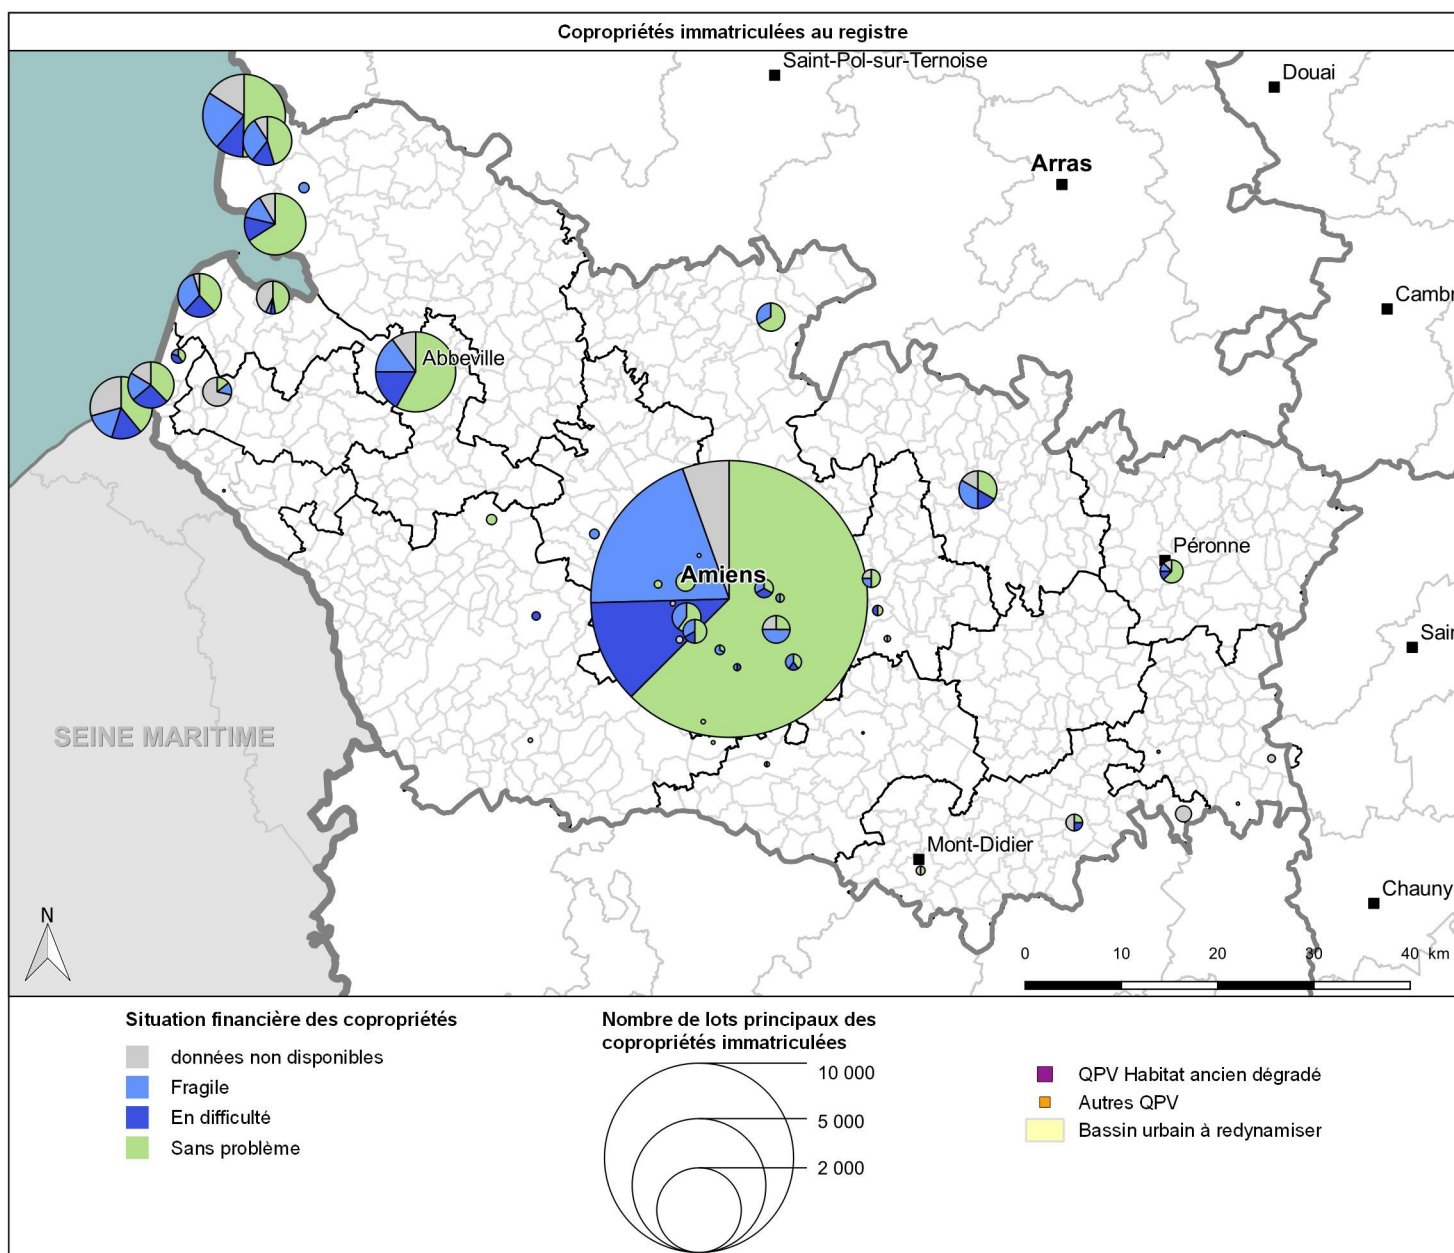 Copropriétés immatriculées au registre
Saint-Pol-sur-Ternoise
Douai
Arras
Cambr
Abbeville
Péronne
Amiens
Sain
SEINE MARITIME
Mont-Didier
Chauny
N
0 10 20 30 40 km
Situation financière des copropriétés
données non disponibles
Fragile
En difficulté
Sans problème
Nombre de lots principaux des
copropriétés immatriculées
10 000
5 000
2 000
QPV Habitat ancien dégradé
Autres QPV
Bassin urbain à redynamiser